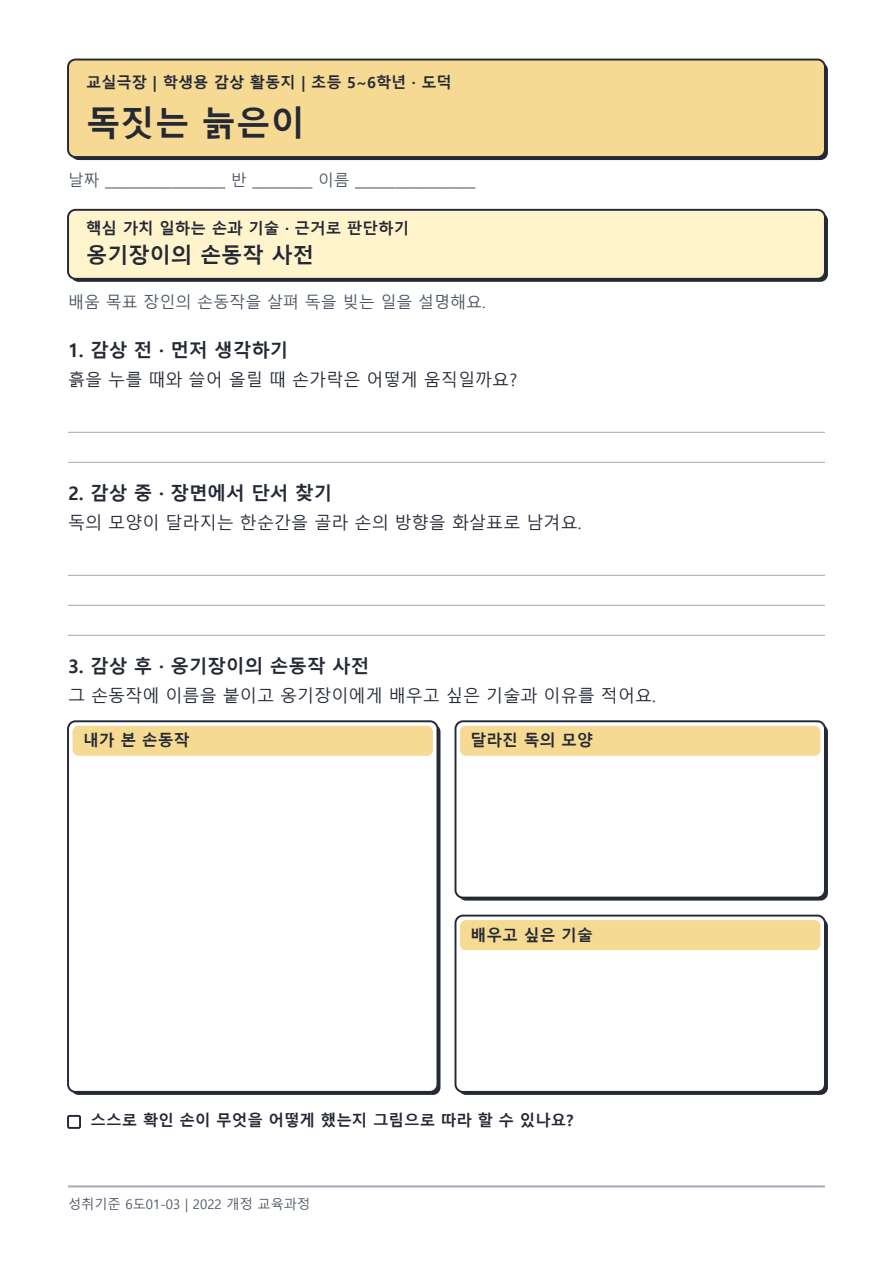 교실극장 | 학생용 감상 활동지 | 초등 5~6학년 · 도덕
독짓는 늙은이
날짜 ________________ 반 ________ 이름 ________________
핵심 가치 일하는 손과 기술 · 근거로 판단하기
옹기장이의 손동작 사전
배움 목표 장인의 손동작을 살펴 독을 빚는 일을 설명해요.
1. 감상 전 · 먼저 생각하기
흙을 누를 때와 쓸어 올릴 때 손가락은 어떻게 움직일까요?
2. 감상 중 · 장면에서 단서 찾기
독의 모양이 달라지는 한순간을 골라 손의 방향을 화살표로 남겨요.
3. 감상 후 · 옹기장이의 손동작 사전
그 손동작에 이름을 붙이고 옹기장이에게 배우고 싶은 기술과 이유를 적어요.
내가 본 손동작
달라진 독의 모양
배우고 싶은 기술
스스로 확인 손이 무엇을 어떻게 했는지 그림으로 따라 할 수 있나요?
성취기준 6도01-03 | 2022 개정 교육과정